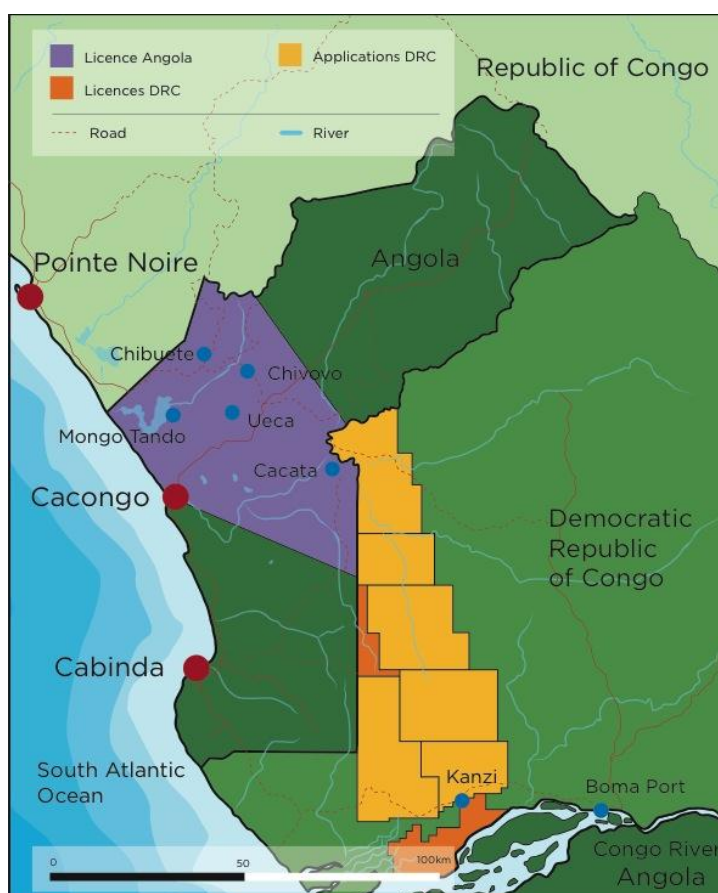 Licence Angola
Applications DRC
Licences DRC
Road
River
Republic of Congo
Angola
Pointe Noire
Chibuete
Chivovo
Mongo Tando
Ueca
Cacata
Cacongo
Democratic
Republic
of Congo
Cabinda
South Atlantic
Ocean
Kanzi
Boma Port
Congo River
Angola
0
50
100km